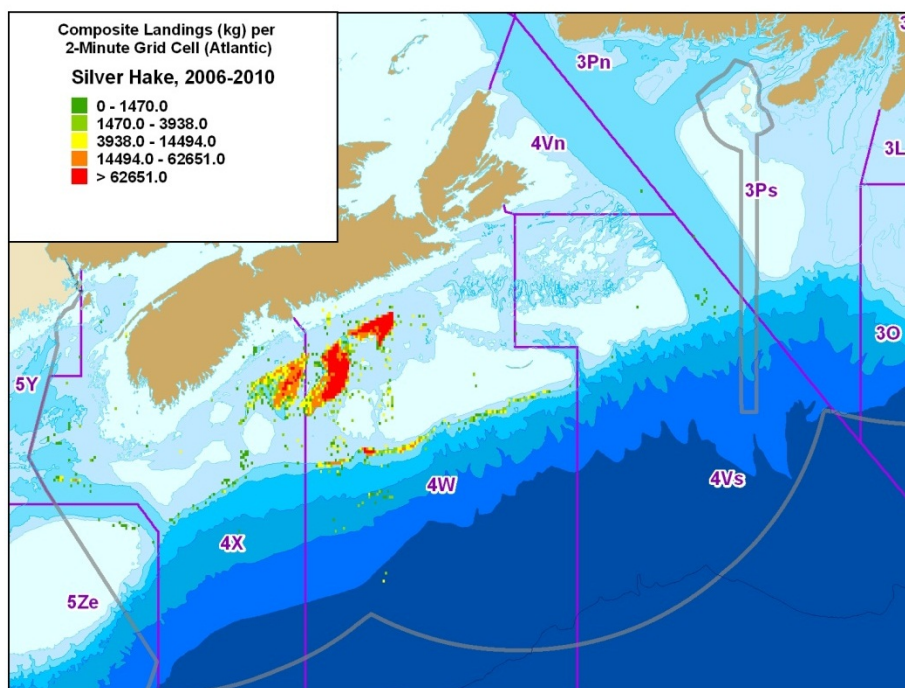 Composite Landings (kg) per
2-Minute Grid Cell (Atlantic)
Silver Hake, 2006-2010
0 - 1470.0
1470.0 - 3938.0
3938.0 - 14494.0
14494.0 - 62651.0
> 62651.0
3Pn
4Vn
3Ps
3L
3O
5Y
4W
4Vs
4X
5Ze